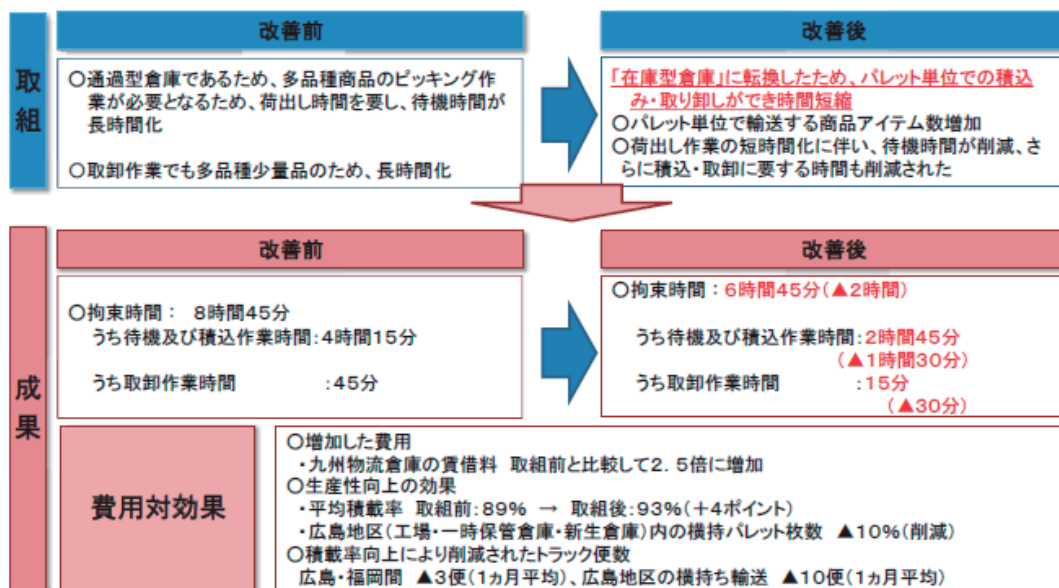 取組
改善前
改善後
○通過型倉庫であるため、多品種商品のピッキング作
業が必要となるため、荷出し時間を要し、待機時間が
長時間化
○取卸作業でも多品種少量品のため、長時間化
「在庫型倉庫」に転換したため、パレット単位での積込
み・取り卸しができ時間短縮
○パレット単位で輸送する商品アイテム数増加
○荷出し作業の短時間化に伴い、待機時間が削減、さ
らに積込・取卸に要する時間も削減された
成果
改善前
改善後
○拘束時間： 8時間45分
うち待機及び積込作業時間：4時間15分
うち取卸作業時間 ：45分
○拘束時間：6時間45分(▲2時間)
うち待機及び積込作業時間：2時間45分
(▲1時間30分)
うち取卸作業時間 ：15分
(▲30分)
費用対効果
○増加した費用
・九州物流倉庫の賃借料 取組前と比較して2．5倍に増加
○生産性向上の効果
・平均積載率 取組前：89% → 取組後：93%(＋4ポイント)
・広島地区(工場・一時保管倉庫・新生倉庫)内の横持パレット枚数 ▲10%(削減)
○積載率向上により削減されたトラック便数
広島・福岡間 ▲3便(1ヵ月平均)、広島地区の横持ち輸送 ▲10便(1ヵ月平均)